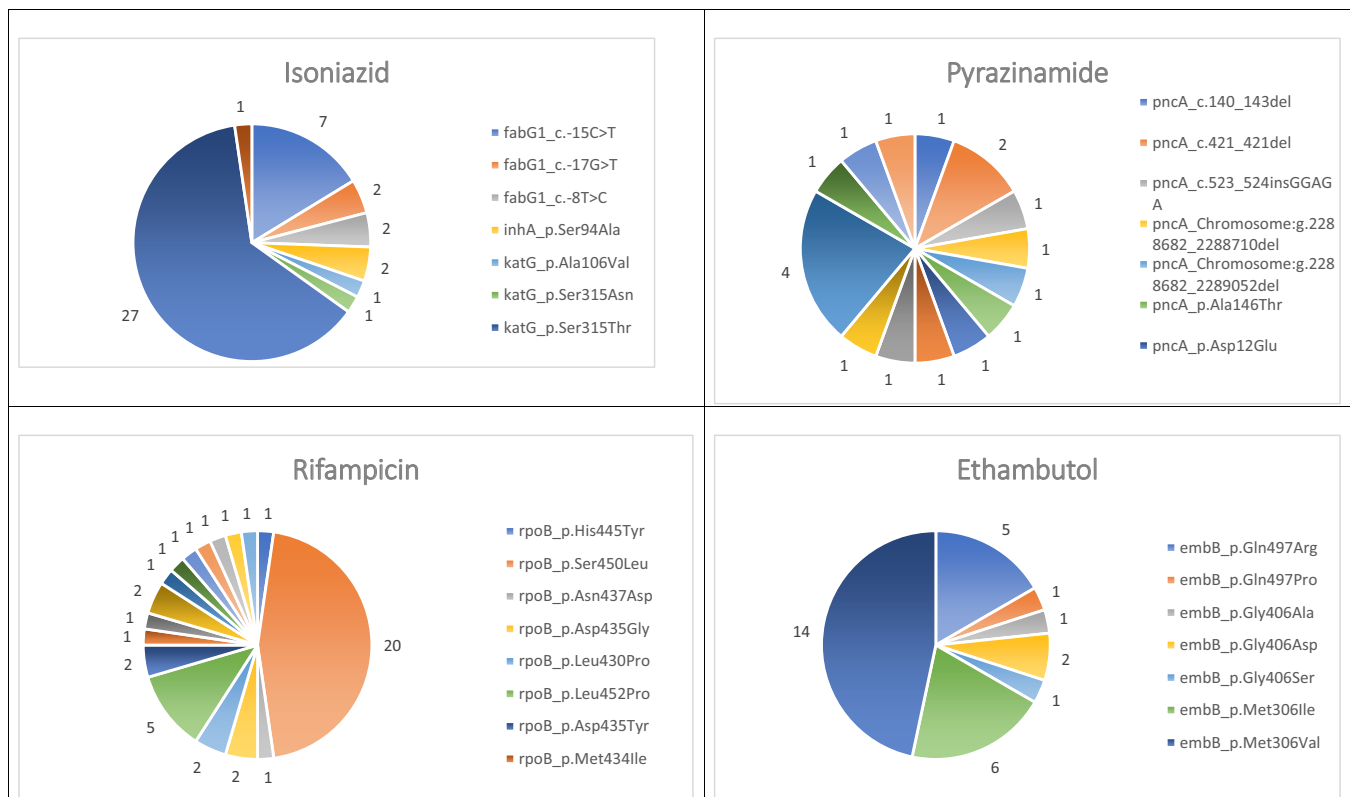 Isoniazid
1
7
2
2
2
1
1
27
fabG1_c.-15C>T
fabG1_c.-17G>T
fabG1_c.-8T>C
inhA_p.Ser94Ala
katG_p.Ala106Val
katG_p.Ser315Asn
katG_p.Ser315Thr
Pyrazinamide
1
2
1
1
1
1
1
1
1
1
4
1
1
1
pncA_c.140_143del
pncA_c.421_421del
pncA_c.523_524insGGAG
A
pncA_Chromosome:g.228
8682_2288710del
pncA_Chromosome:g.228
8682_2289052del
pncA_p.Ala146Thr
pncA_p.Asp12Glu
Rifampicin
1
20
1
2
2
5
2
1
1
2
1
1
1
1
1
1
1
rpoB_p.His445Tyr
rpoB_p.Ser450Leu
rpoB_p.Asn437Asp
rpoB_p.Asp435Gly
rpoB_p.Leu430Pro
rpoB_p.Leu452Pro
rpoB_p.Asp435Tyr
rpoB_p.Met434Ile
Ethambutol
5
1
1
2
1
6
14
embB_p.Gln497Arg
embB_p.Gln497Pro
embB_p.Gly406Ala
embB_p.Gly406Asp
embB_p.Gly406Ser
embB_p.Met306Ile
embB_p.Met306Val